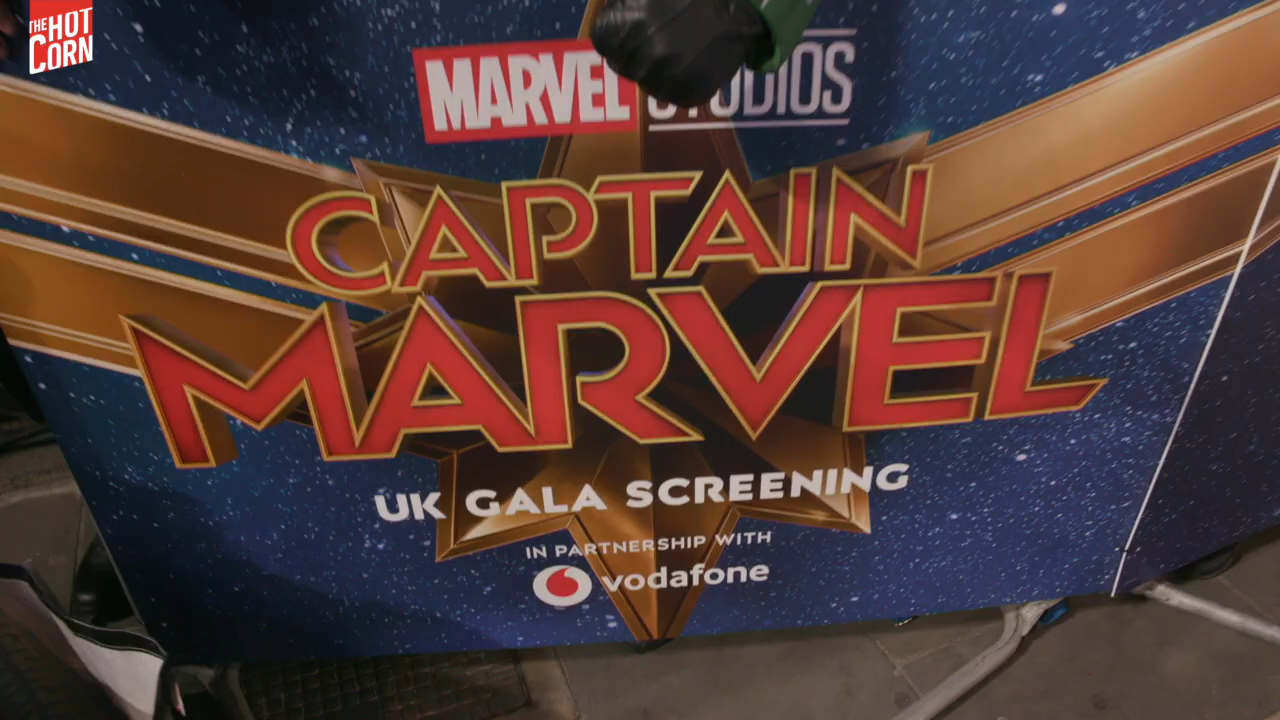 THE HOT
CORN
MARVEL STUDIOS
CAPTAIN
MARVEL
UK GALA SCREENING
IN PARTNERSHIP WITH
vodafone